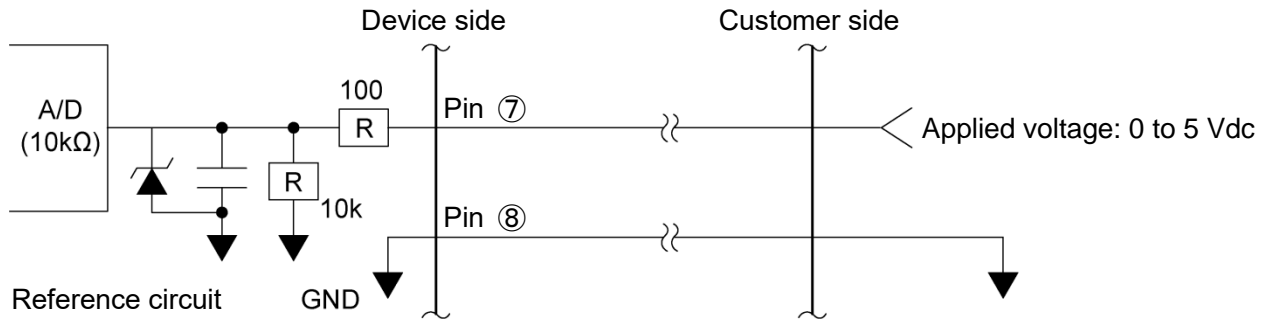 Device side
Customer side
A/D
(10kΩ)
100
R
Pin ⑦
Applied voltage: 0 to 5 Vdc
R
10k
Pin ⑧
Reference circuit
GND